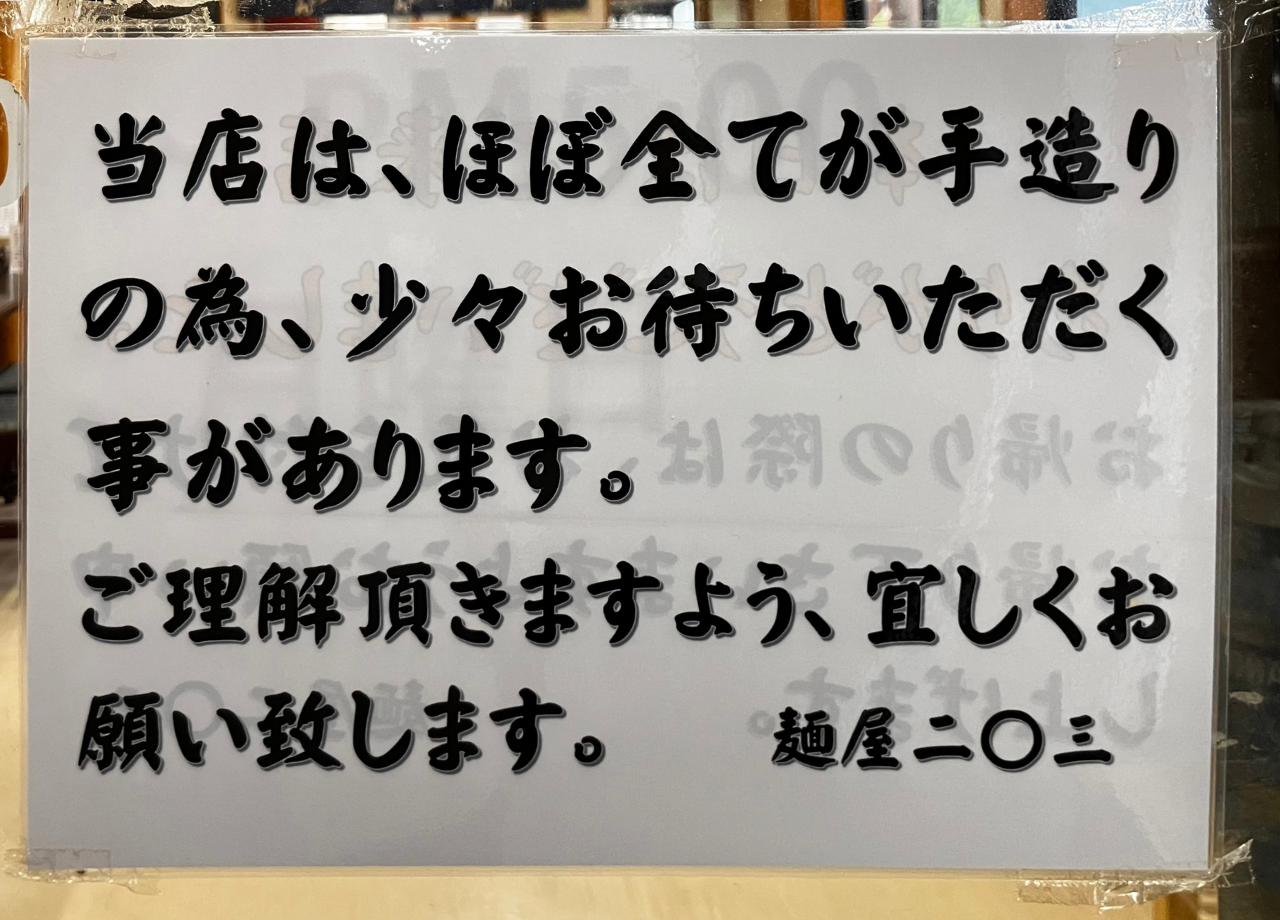 当店は、ほぼ全てが手造り
の為、少々お待ちいただく
事があります。
ご理解頂きますよう、宜しくお
願い致します。 麺屋二〇三